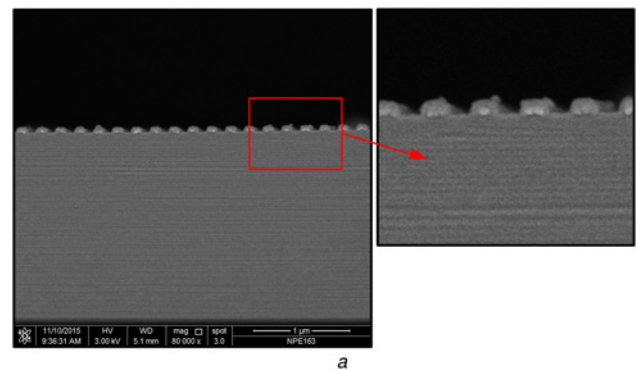 11/10/2015 HV WD mag □ spot 1 µm
9:36:31 AM 3.00 kV 5.1 mm 80 000 x 3.0 NPE163
a